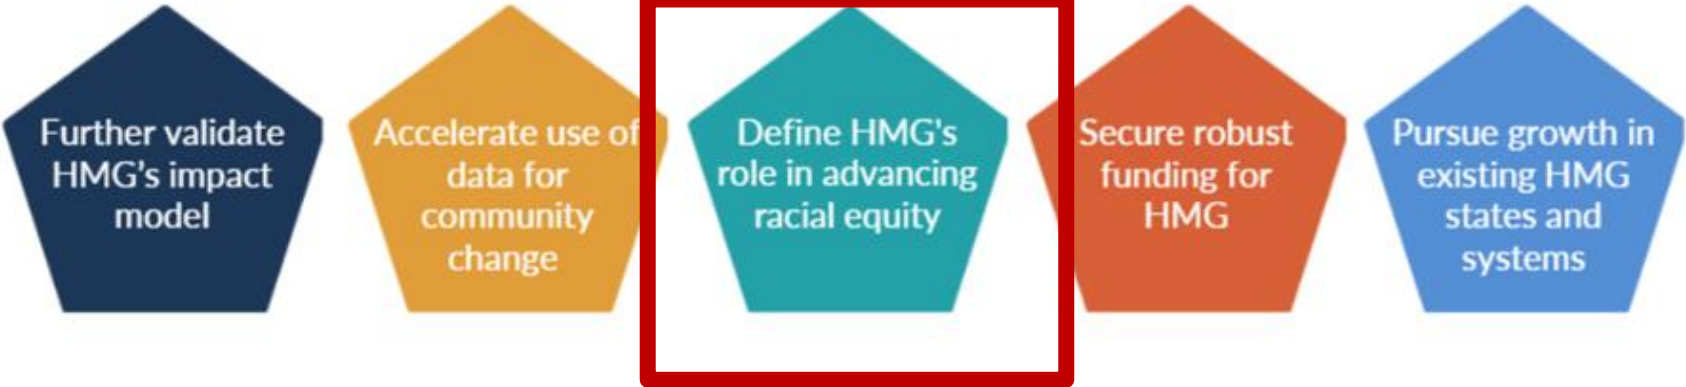 Further validate
HMG’s impact
model
Accelerate use of
data for
community
change
Define HMG's
role in advancing
racial equity
Secure robust
funding for
HMG
Pursue growth in
existing HMG
states and
systems